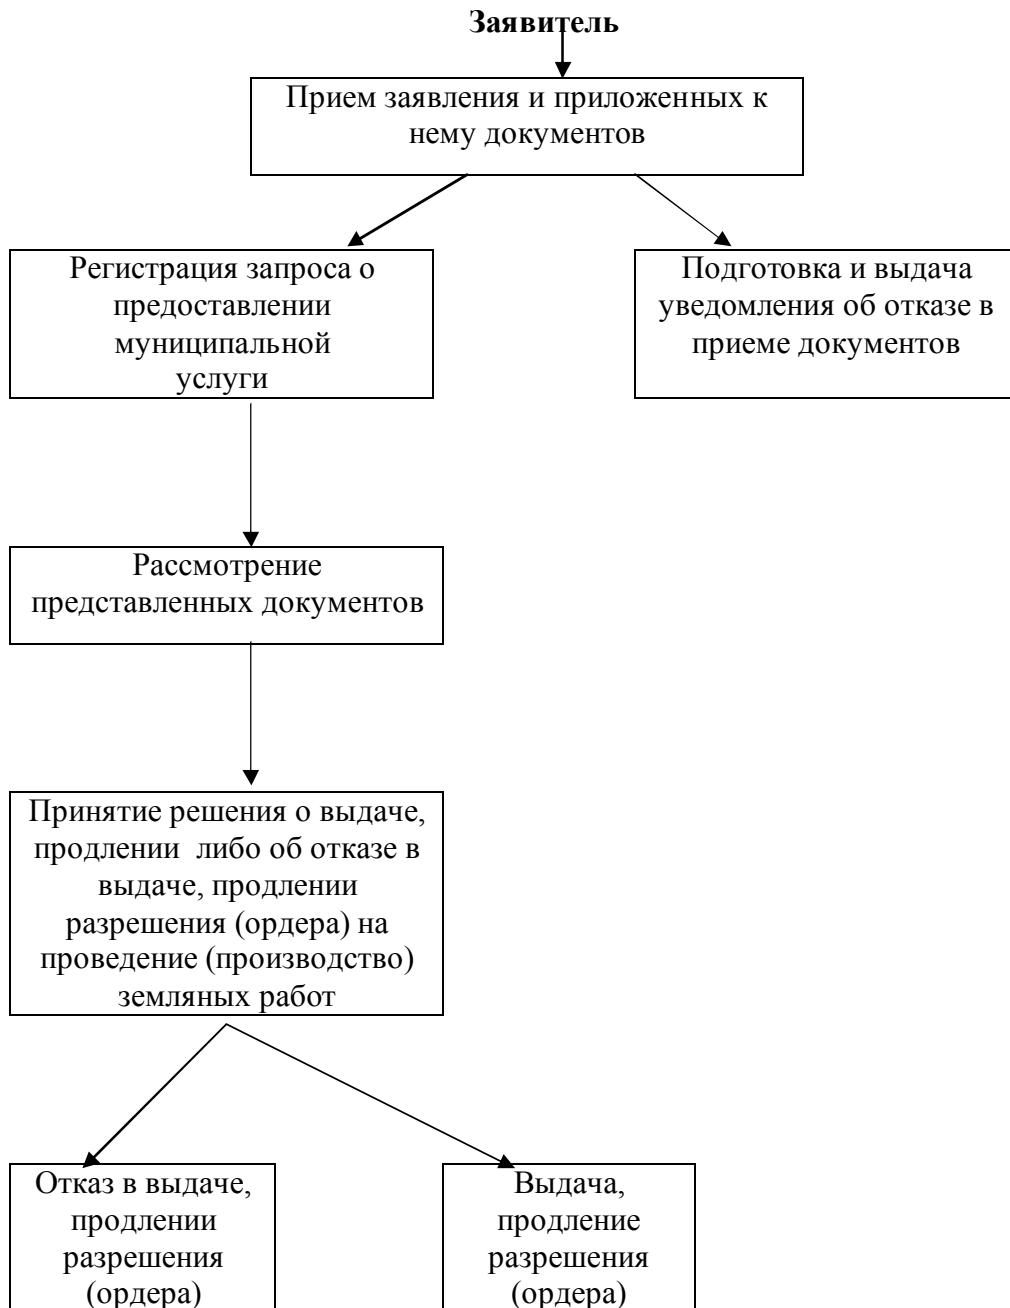 Заявитель
Прием заявления и приложенных к
нему документов
Регистрация запроса о
предоставлении
муниципальной
услуги
Подготовка и выдача
уведомления об отказе в
приеме документов
Рассмотрение
представленных документов
Принятие решения о выдаче,
продлении либо об отказе в
выдаче, продлении
разрешения (ордера) на
проведение (производство)
земляных работ
Отказ в выдаче,
продлении
разрешения
(ордера)
Выдача,
продление
разрешения
(ордера)